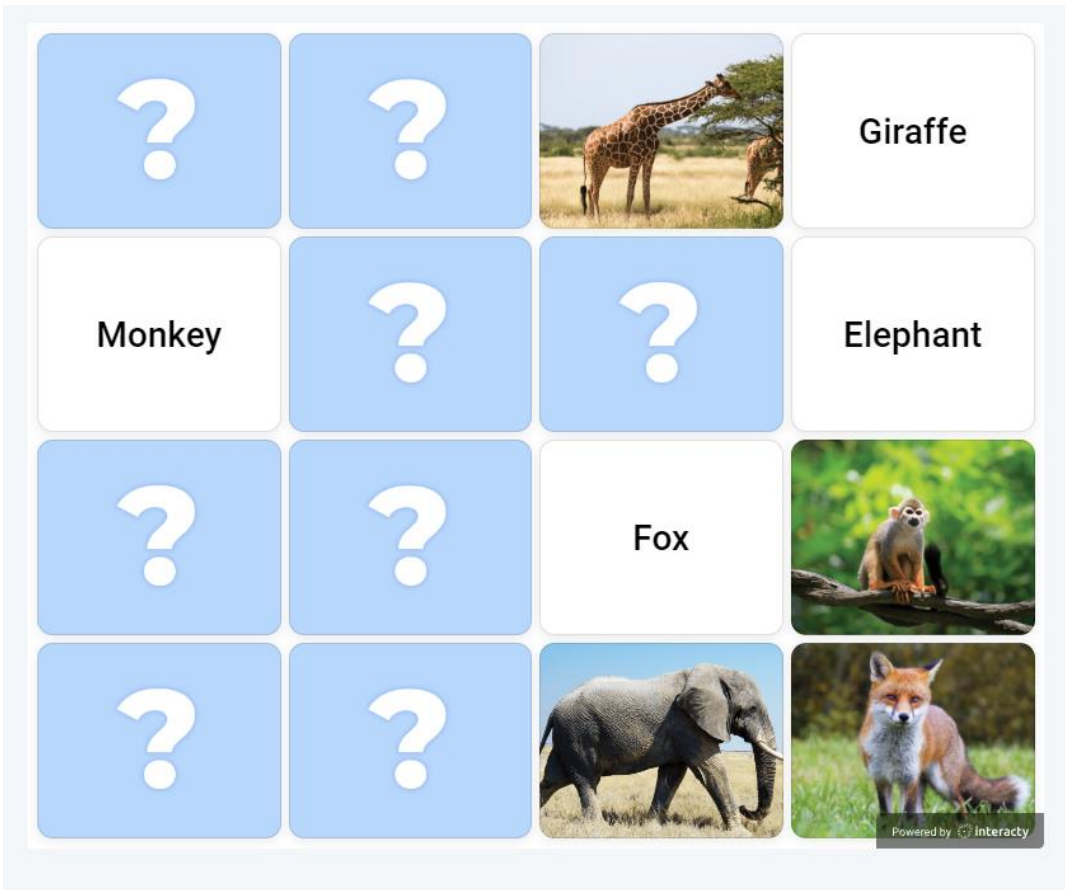 ? ? Giraffe
Monkey ? ? Elephant
? ? Fox
? ?
Powered by interacty